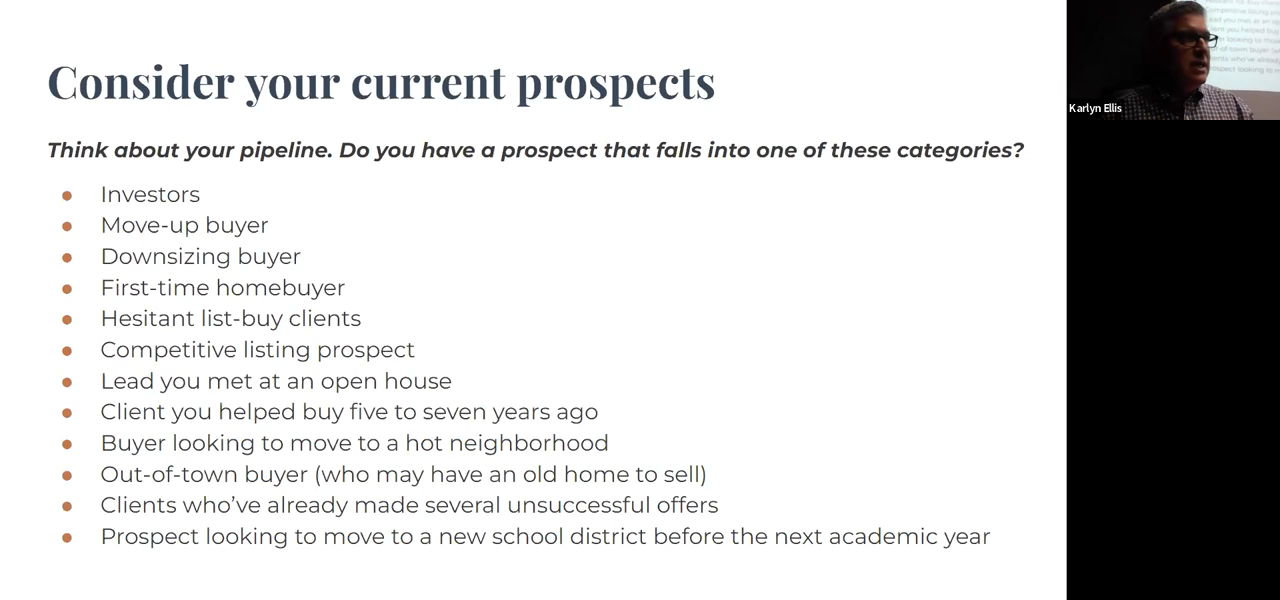 Consider your current prospects
Think about your pipeline. Do you have a prospect that falls into one of these categories?
● Investors
● Move-up buyer
● Downsizing buyer
● First-time homebuyer
● Hesitant list-buy clients
● Competitive listing prospect
● Lead you met at an open house
● Client you helped buy five to seven years ago
● Buyer looking to move to a hot neighborhood
● Out-of-town buyer (who may have an old home to sell)
● Clients who’ve already made several unsuccessful offers
● Prospect looking to move to a new school district before the next academic year
Karlyn Ellis